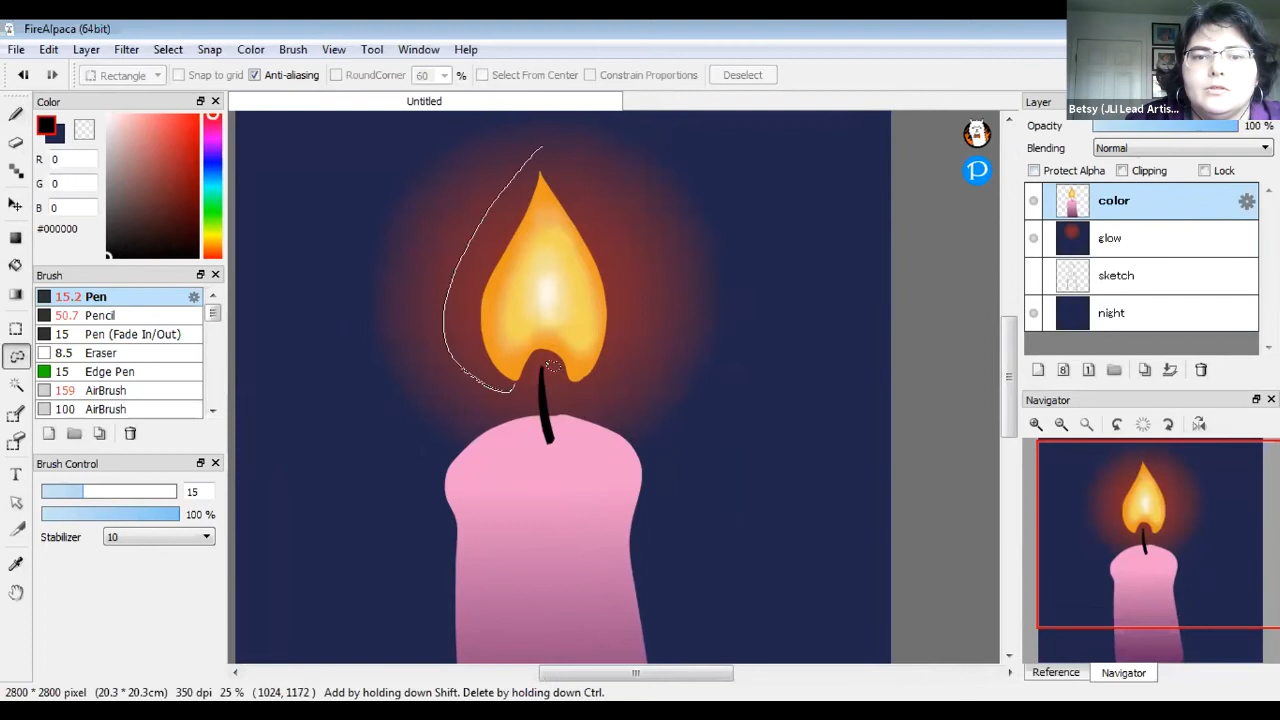 FireAlpaca (64bit)
File Edit Layer Filter Select Snap Color Brush View Tool Window Help
Rectangle Snap to grid Anti-aliasing RoundCorner 60 % Select From Center Constrain Proportions Deselect
Betsy (JLI Lead Artis...
Color
Untitled
Layer
R 0
G 0
B 0
#000000
Opacity 100 %
Blending Normal
Protect Alpha Clipping Lock
color
glow
sketch
night
Brush
15.2 Pen
50.7 Pencil
15 Pen (Fade In/Out)
8.5 Eraser
15 Edge Pen
159 AirBrush
100 AirBrush
Brush Control
15
100 %
Stabilizer 10
Navigator
Reference Navigator
2800 * 2800 pixel (20.3 * 20.3cm) 350 dpi 25 % (1024, 1172) Add by holding down Shift. Delete by holding down Ctrl.